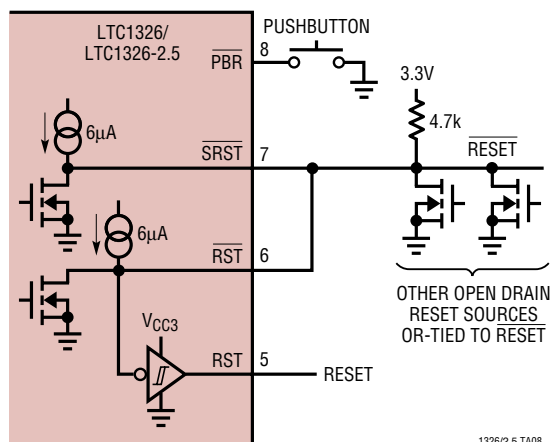 LTC1326/
LTC1326-2.5
PUSHBUTTON
PBR
8
3.3V
6µA
4.7k
SRST
7
RESET
6µA
RST
6
OTHER OPEN DRAIN
RESET SOURCES
OR-TIED TO RESET
VCC3
RST
5
RESET
1326/2.5 TA08